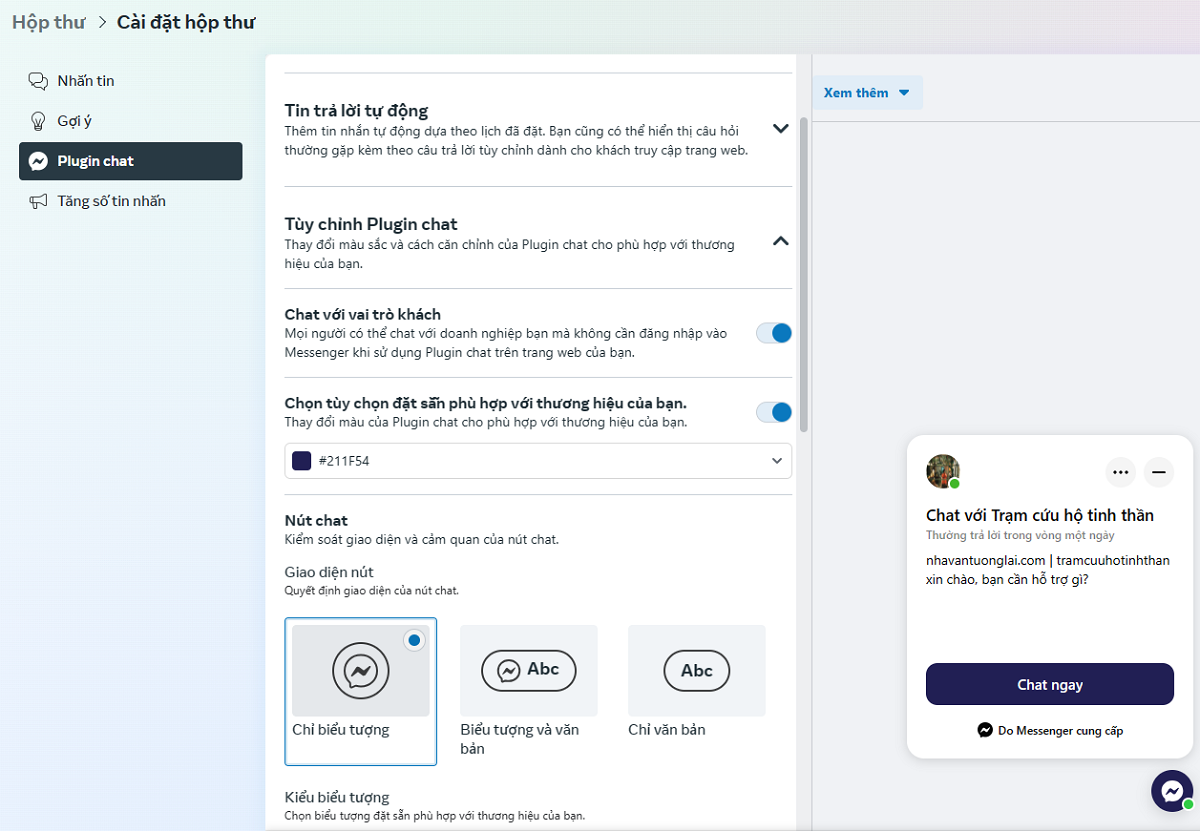 Hộp thư > Cài đặt hộp thư
Nhắn tin
Gợi ý
Plugin chat
Tăng số tin nhắn
Tin trả lời tự động
Thêm tin nhắn tự động dựa theo lịch đã đặt. Bạn cũng có thể hiển thị câu hỏi
thường gặp kèm theo câu trả lời tùy chỉnh dành cho khách truy cập trang web.
Tùy chỉnh Plugin chat
Thay đổi màu sắc và cách căn chỉnh của Plugin chat cho phù hợp với thương
hiệu của bạn.
Chat với vai trò khách
Mọi người có thể chat với doanh nghiệp bạn mà không cần đăng nhập vào
Messenger khi sử dụng Plugin chat trên trang web của bạn.
Chọn tùy chọn đặt sẵn phù hợp với thương hiệu của bạn.
Thay đổi màu của Plugin chat cho phù hợp với thương hiệu của bạn.
#211F54
Nút chat
Kiểm soát giao diện và cảm quan của nút chat.
Giao diện nút
Quyết định giao diện của nút chat.
Abc
Abc
Chỉ biểu tượng
Biểu tượng và văn
bản
Chỉ văn bản
Kiểu biểu tượng
Chọn biểu tượng đặt sẵn phù hợp với thương hiệu của bạn.
Xem thêm
Chat với Trạm cứu hộ tinh thần
Thường trả lời trong vòng một ngày
nhavantuonglai.com | tramcuuhotinhthan
xin chào, bạn cần hỗ trợ gì?
Chat ngay
Do Messenger cung cấp